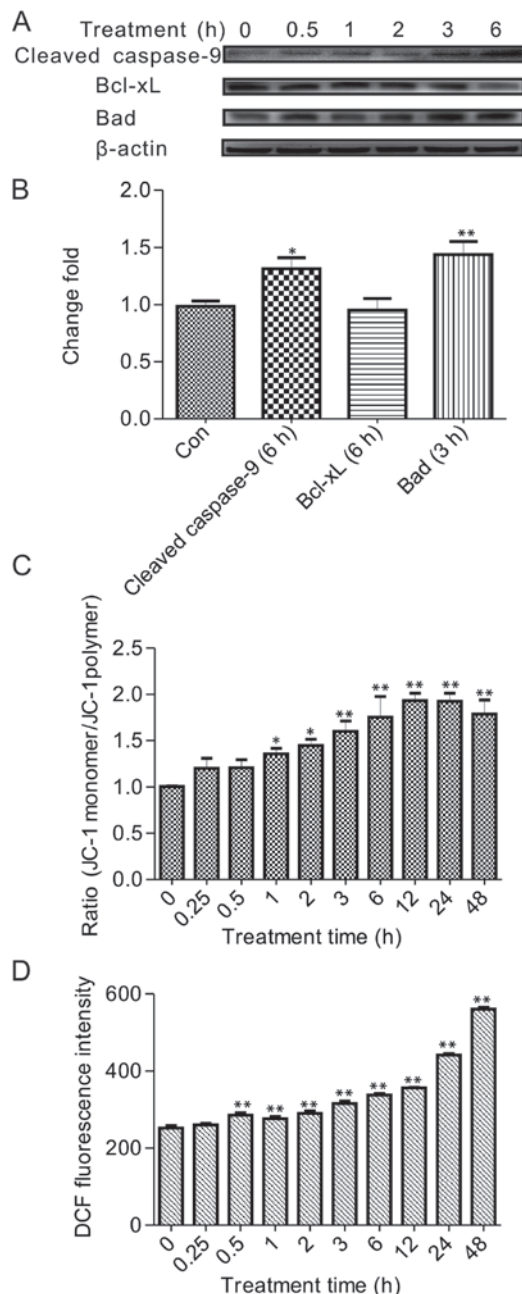 A
Treatment (h) 0 0.5 1 2 3 6
Cleaved caspase-9
Bcl-xL
Bad
β-actin
B
Change fold
2.0
1.5
1.0
0.5
0.0
*
**
Con
Cleaved caspase-9 (6 h)
Bcl-xL (6 h)
Bad (3 h)
C
Ratio (JC-1 monomer/JC-1polymer)
2.5
2.0
1.5
1.0
0.5
0.0
* * ** ** ** ** **
0 0.25 0.5 1 2 3 6 12 24 48
Treatment time (h)
D
DCF fluorescence intensity
600
400
200
0
** ** ** ** ** ** ** **
0 0.25 0.5 1 2 3 6 12 24 48
Treatment time (h)